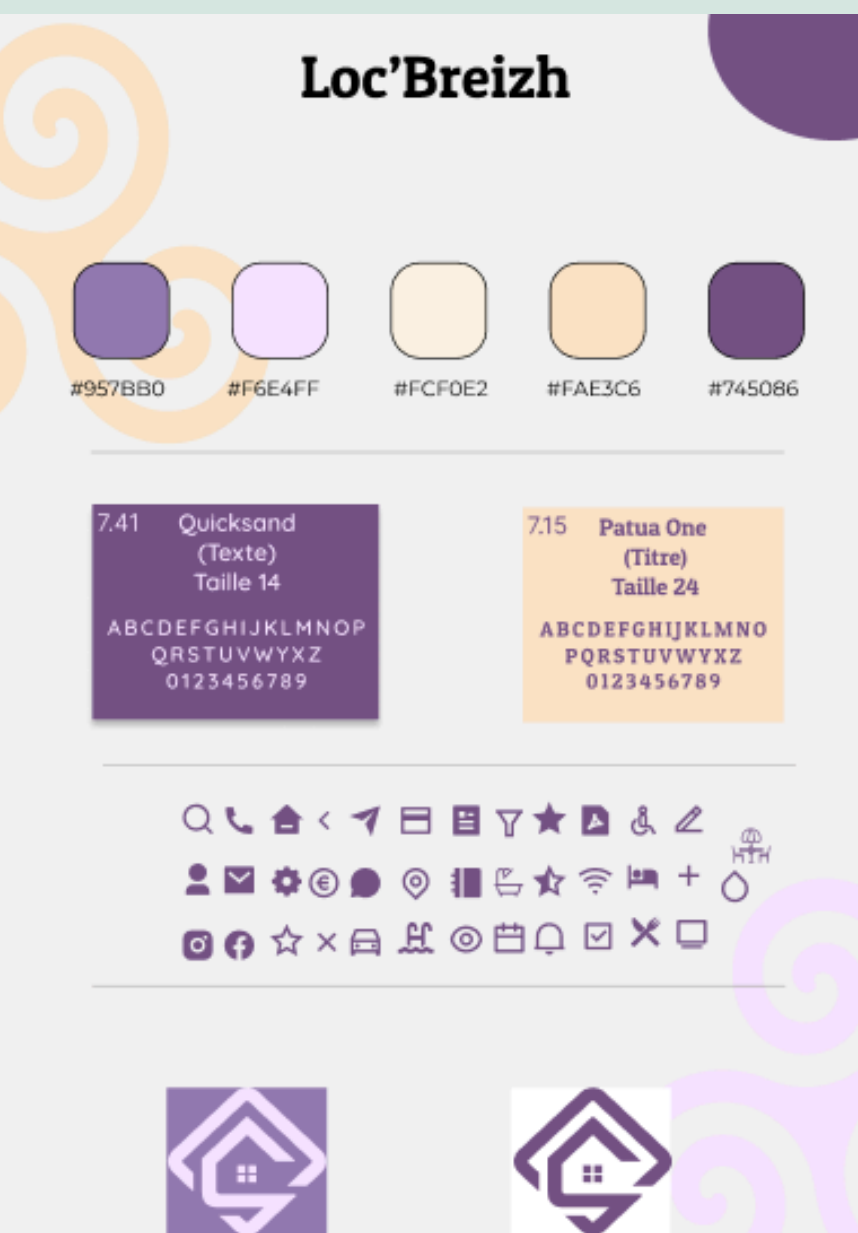 Loc'Breizh
#957BB0 #F6E4FF #FCF0E2 #FAE3C6 #745086
7.41 Quicksand
(Texte)
Taille 14
ABCDEFGHIJKLMNOP
QRSTUVWYXZ
0123456789
7.15 Patua One
(Titre)
Taille 24
ABCDEFGHIJKLMNO
PQRSTUVWYXZ
0123456789